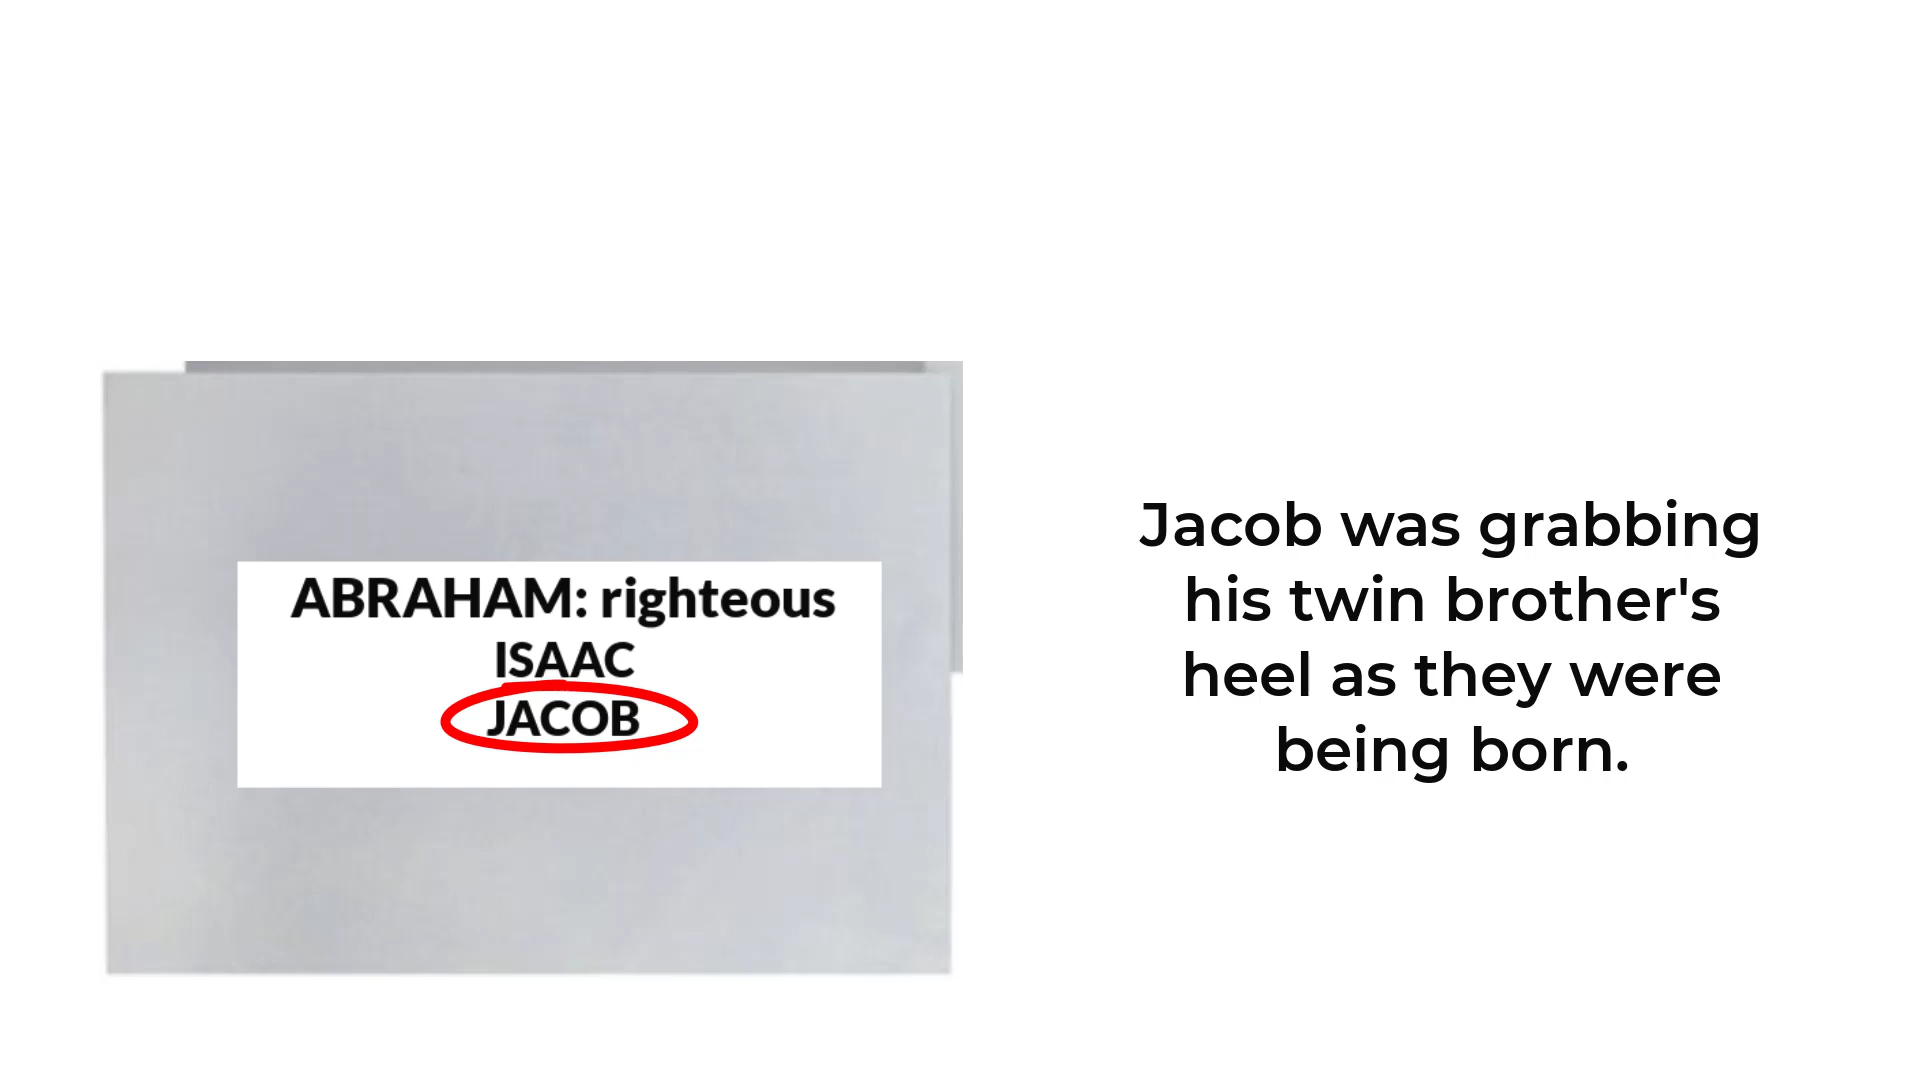 ABRAHAM: righteous
ISAAC
JACOB
Jacob was grabbing
his twin brother's
heel as they were
being born.